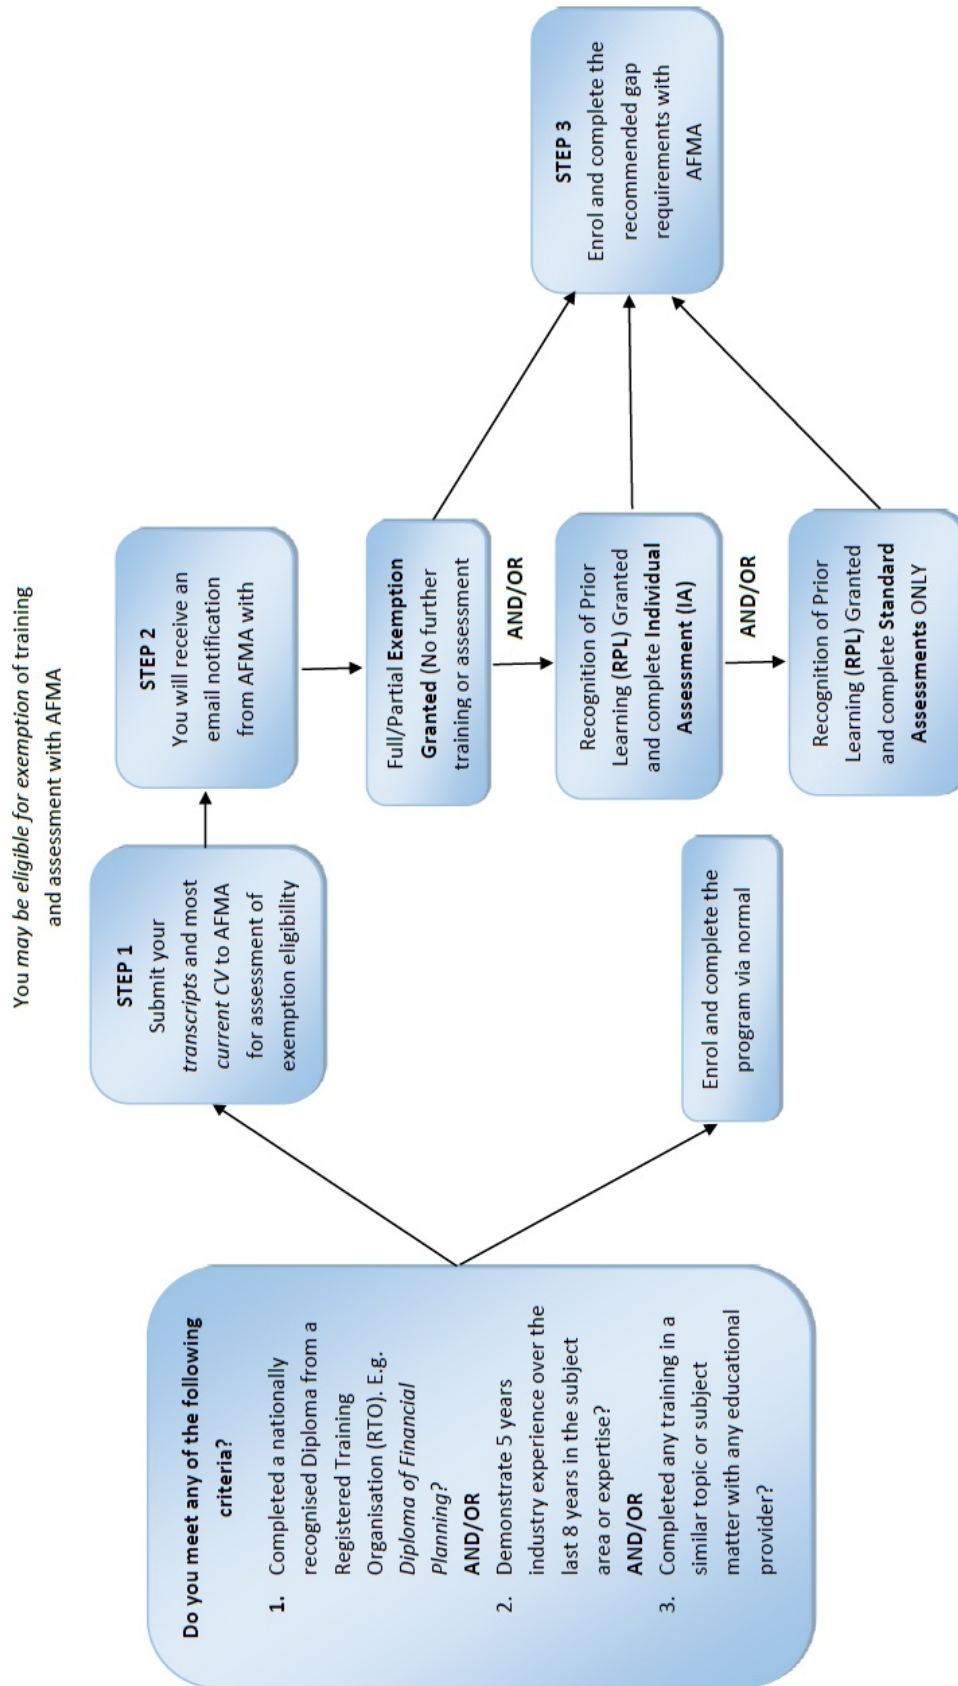 You may be eligible for exemption of training
and assessment with AFMA
Do you meet any of the following
criteria?
1. Completed a nationally
recognised Diploma from a
Registered Training
Organisation (RTO). E.g.
Diploma of Financial
Planning?
AND/OR
2. Demonstrate 5 years
industry experience over the
last 8 years in the subject
area or expertise?
AND/OR
3. Completed any training in a
similar topic or subject
matter with any educational
provider?
STEP 1
Submit your
transcripts and most
current CV to AFMA
for assessment of
exemption eligibility
STEP 2
You will receive an
email notification
from AFMA with
Full/Partial Exemption
Granted (No further
training or assessment
AND/OR
Recognition of Prior
Learning (RPL) Granted
and complete Individual
Assessment (IA)
AND/OR
Recognition of Prior
Learning (RPL) Granted
and complete Standard
Assessments ONLY
STEP 3
Enrol and complete the
recommended gap
requirements with
AFMA
Enrol and complete the
program via normal